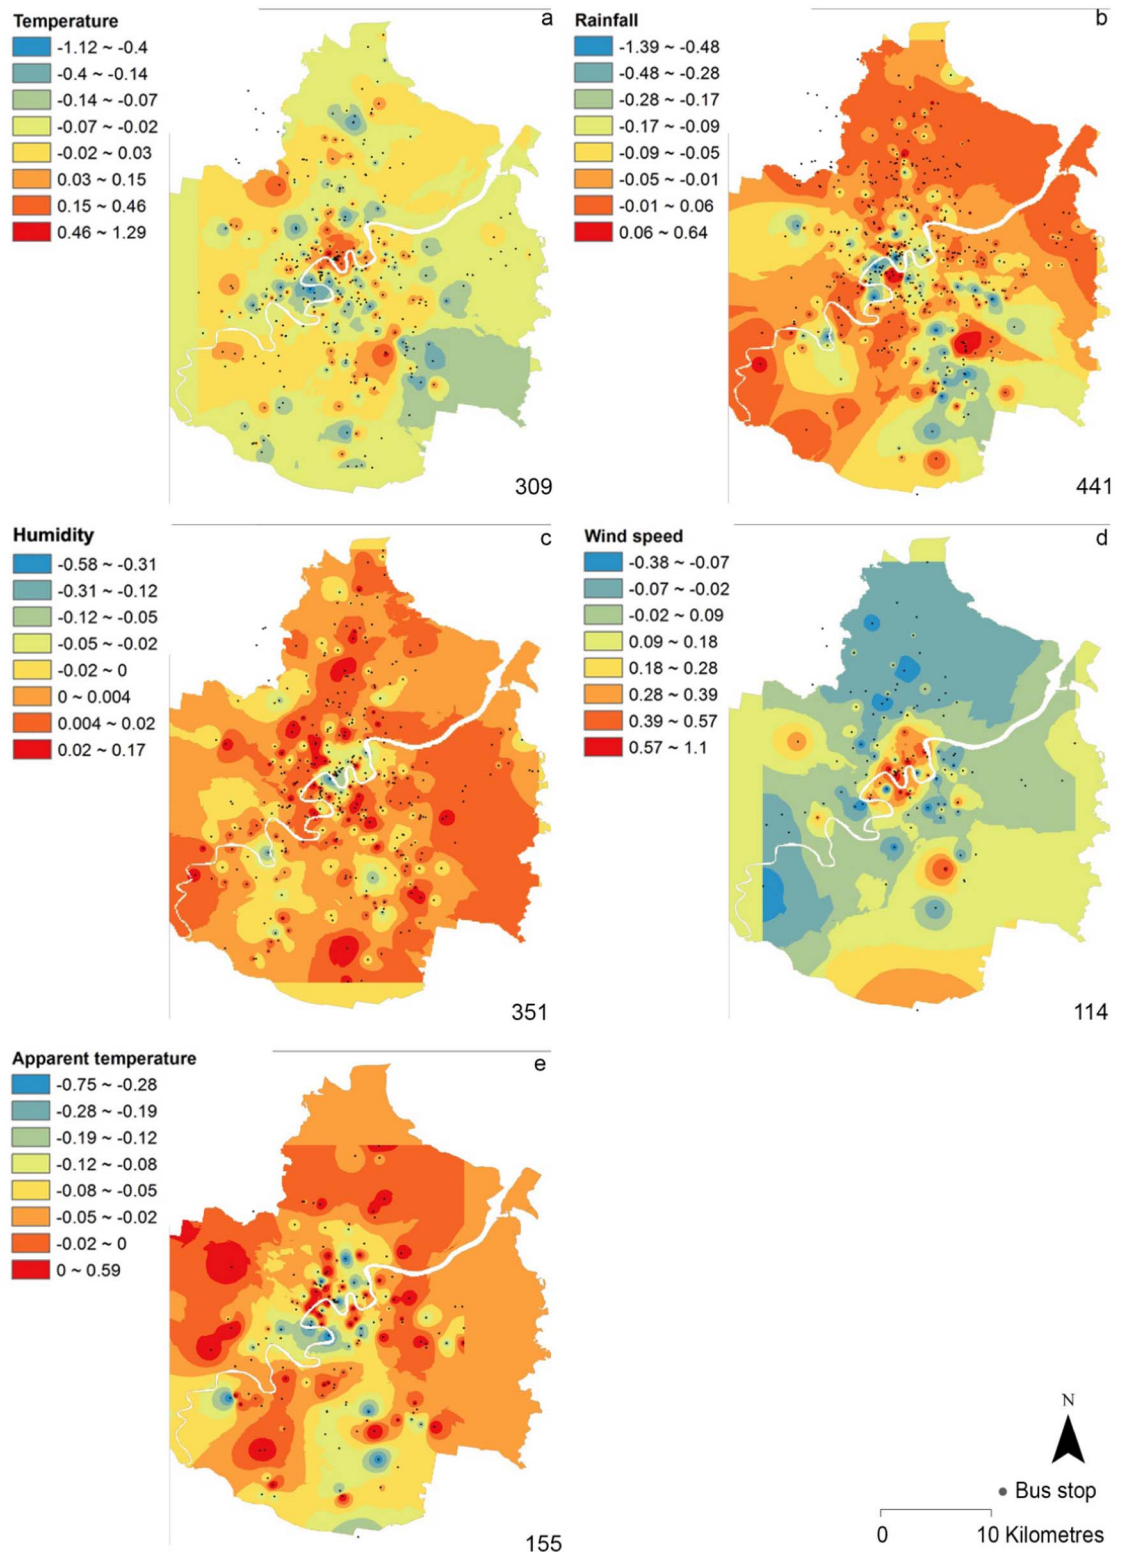 Temperature
a
-1.12 ~ -0.4
-0.4 ~ -0.14
-0.14 ~ -0.07
-0.07 ~ -0.02
-0.02 ~ 0.03
0.03 ~ 0.15
0.15 ~ 0.46
0.46 ~ 1.29
309
Rainfall
b
-1.39 ~ -0.48
-0.48 ~ -0.28
-0.28 ~ -0.17
-0.17 ~ -0.09
-0.09 ~ -0.05
-0.05 ~ -0.01
-0.01 ~ 0.06
0.06 ~ 0.64
441
Humidity
c
-0.58 ~ -0.31
-0.31 ~ -0.12
-0.12 ~ -0.05
-0.05 ~ -0.02
-0.02 ~ 0
0 ~ 0.004
0.004 ~ 0.02
0.02 ~ 0.17
351
Wind speed
d
-0.38 ~ -0.07
-0.07 ~ -0.02
-0.02 ~ 0.09
0.09 ~ 0.18
0.18 ~ 0.28
0.28 ~ 0.39
0.39 ~ 0.57
0.57 ~ 1.1
114
Apparent temperature
e
-0.75 ~ -0.28
-0.28 ~ -0.19
-0.19 ~ -0.12
-0.12 ~ -0.08
-0.08 ~ -0.05
-0.05 ~ -0.02
-0.02 ~ 0
0 ~ 0.59
155
N
Bus stop
0 10 Kilometres